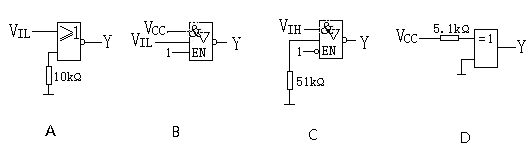 VIL ≥1 Y 10kΩ
VCC VIL 1 & ▽ EN Y
VIH 1 & ▽ EN Y 51kΩ
VCC 5.1kΩ =1 Y
A B C D